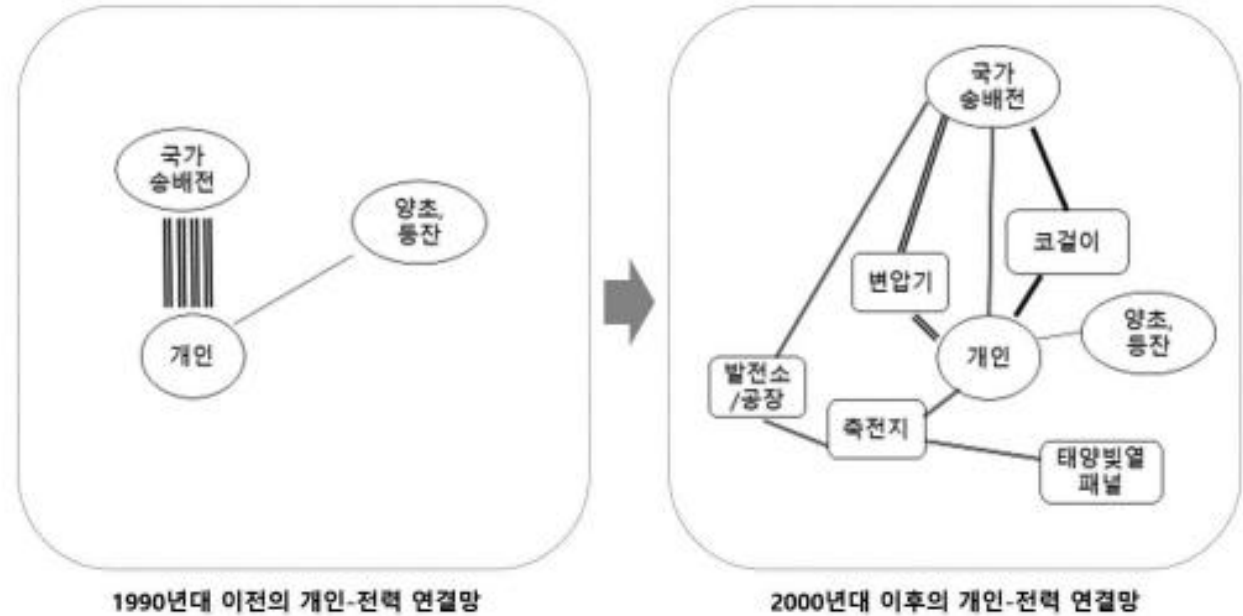 국가
송배전
양초,
등잔
개인
1990년대 이전의 개인-전력 연결망
국가
송배전
코걸이
변압기
양초,
등잔
개인
발전소
/공장
축전지
태양빛열
패널
2000년대 이후의 개인-전력 연결망